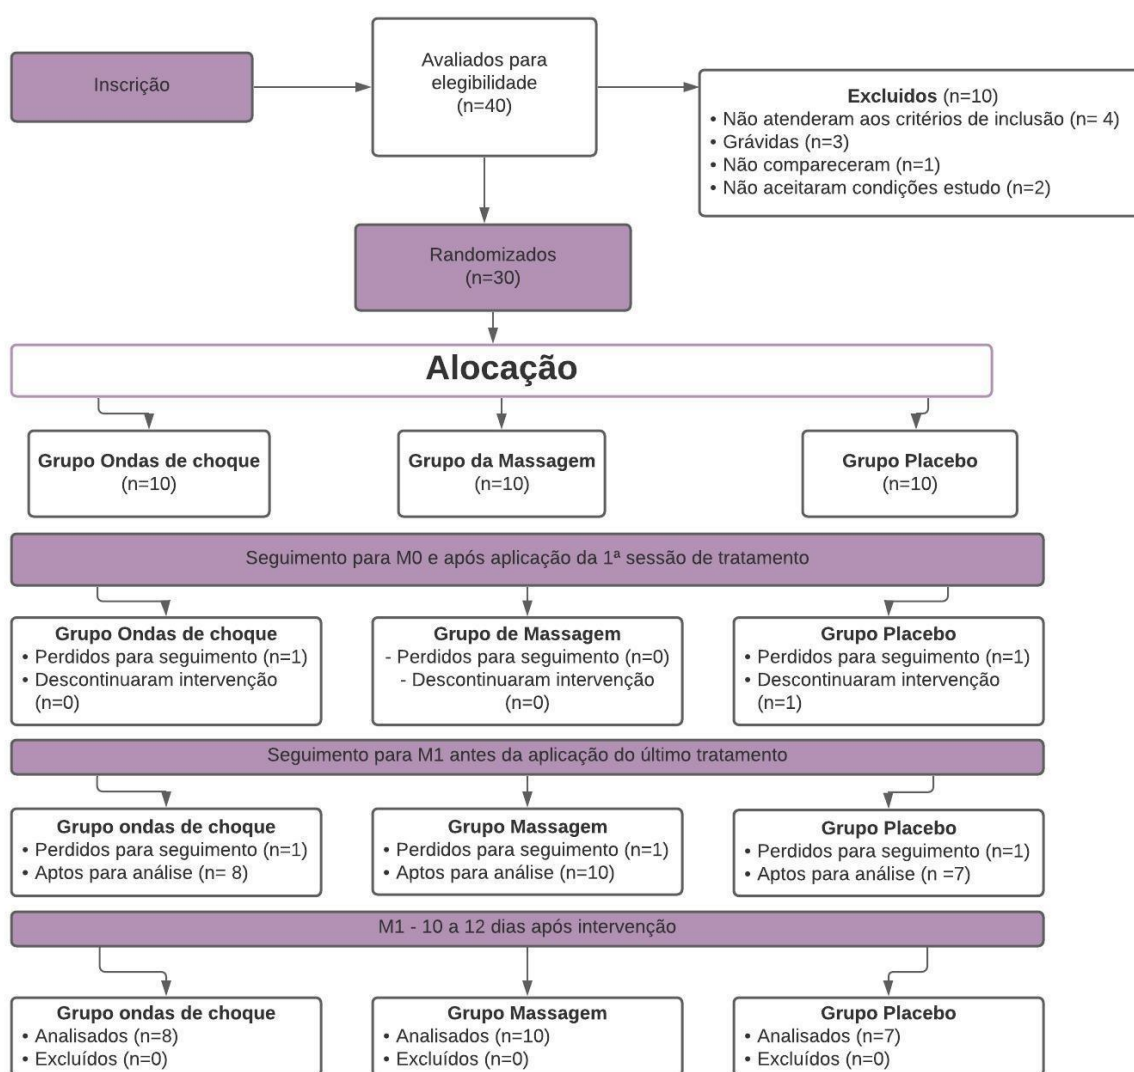 Inscrição
Avaliados para
elegibilidade
(n=40)
Excluidos (n=10)
• Não atenderam aos critérios de inclusão (n= 4)
• Grávidas (n=3)
• Não compareceram (n=1)
• Não aceitaram condições estudo (n=2)
Randomizados
(n=30)
Alocação
Grupo Ondas de choque
(n=10)
Grupo da Massagem
(n=10)
Grupo Placebo
(n=10)
Seguimento para M0 e após aplicação da 1ª sessão de tratamento
Grupo Ondas de choque
• Perdidos para seguimento (n=1)
• Descontinuaram intervenção
(n=0)
Grupo de Massagem
- Perdidos para seguimento (n=0)
- Descontinuaram intervenção
(n=0)
Grupo Placebo
• Perdidos para seguimento (n=1)
• Descontinuaram intervenção
(n=1)
Seguimento para M1 antes da aplicação do último tratamento
Grupo ondas de choque
• Perdidos para seguimento (n=1)
• Aptos para análise (n= 8)
Grupo Massagem
• Perdidos para seguimento (n=1)
• Aptos para análise (n=10)
Grupo Placebo
• Perdidos para seguimento (n=1)
• Aptos para análise (n =7)
M1 - 10 a 12 dias após intervenção
Grupo ondas de choque
• Analisados (n=8)
• Excluídos (n=0)
Grupo Massagem
• Analisados (n=10)
• Excluídos (n=0)
Grupo Placebo
• Analisados (n=7)
• Excluídos (n=0)